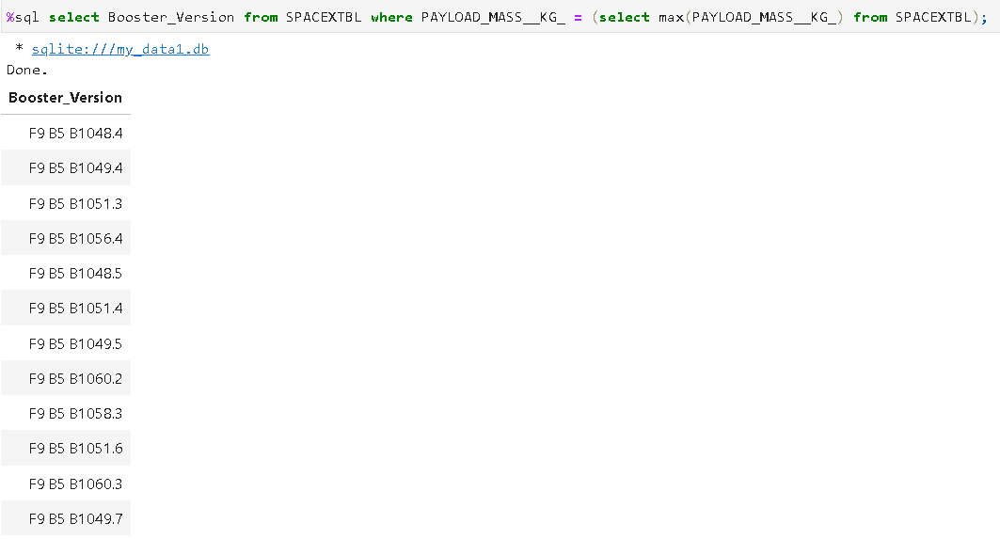 %sql select Booster_Version from SPACEXTBL where PAYLOAD_MASS__KG_ = (select max(PAYLOAD_MASS__KG_) from SPACEXTBL);
* sqlite:///my_data1.db
Done.
Booster_Version
F9 B5 B1048.4
F9 B5 B1049.4
F9 B5 B1051.3
F9 B5 B1056.4
F9 B5 B1048.5
F9 B5 B1051.4
F9 B5 B1049.5
F9 B5 B1060.2
F9 B5 B1058.3
F9 B5 B1051.6
F9 B5 B1060.3
F9 B5 B1049.7